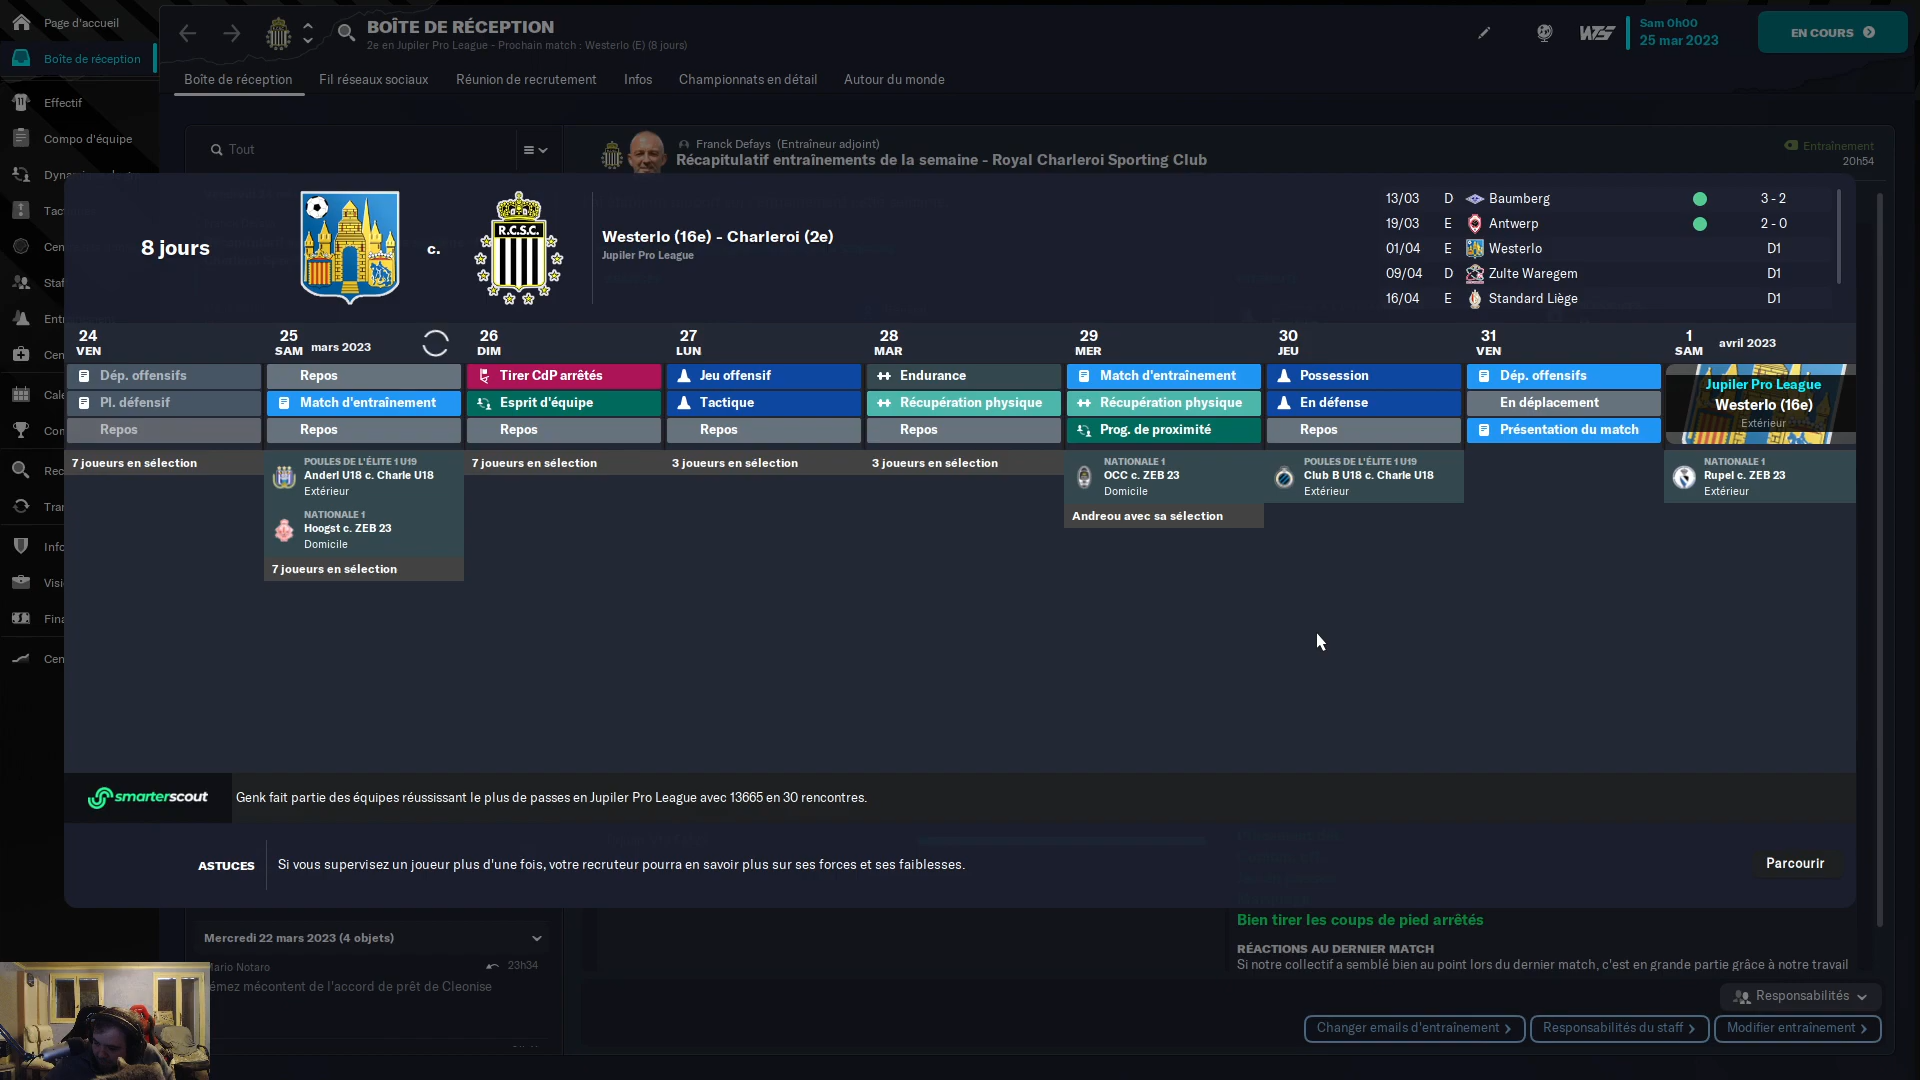 Page d'accueil
Boîte de réception
Effectif
Compo d'équipe
BOÎTE DE RÉCEPTION
2e en Jupiler Pro League - Prochain match : Westerlo (E) (8 jours)
Sam 0h00
25 mar 2023
EN COURS
Boîte de réception
Fil réseaux sociaux
Réunion de recrutement
Infos
Championnats en détail
Autour du monde
Tout
Franck Defays (Entraîneur adjoint)
Récapitulatif entraînements de la semaine - Royal Charleroi Sporting Club
Entraînement
20h54
8 jours
c.
R.C.S.C.
Westerlo (16e) - Charleroi (2e)
Jupiler Pro League
13/03 D Baumberg 3 - 2
19/03 E Antwerp 2 - 0
01/04 E Westerlo D1
09/04 D Zulte Waregem D1
16/04 E Standard Liège D1
24
VEN
25
SAM mars 2023
26
DIM
27
LUN
28
MAR
29
MER
30
JEU
31
VEN
1
SAM avril 2023
Dép. offensifs
Pl. défensif
Repos
7 joueurs en sélection
Repos
Match d'entraînement
Repos
POULES DE L'ÉLITE 1 U19
Anderl U18 c. Charle U18
Extérieur
NATIONALE 1
Hoogst c. ZEB 23
Domicile
7 joueurs en sélection
Tirer CdP arrêtés
Esprit d'équipe
Repos
7 joueurs en sélection
Jeu offensif
Tactique
Repos
3 joueurs en sélection
Endurance
Récupération physique
Repos
3 joueurs en sélection
Match d'entraînement
Récupération physique
Prog. de proximité
NATIONALE 1
OCC c. ZEB 23
Domicile
Andreou avec sa sélection
Possession
En défense
Repos
POULES DE L'ÉLITE 1 U19
Club B U18 c. Charle U18
Extérieur
Dép. offensifs
En déplacement
Présentation du match
Jupiler Pro League
Westerlo (16e)
Extérieur
NATIONALE 1
Rupel c. ZEB 23
Extérieur
smarterscout
Genk fait partie des équipes réussissant le plus de passes en Jupiler Pro League avec 13665 en 30 rencontres.
ASTUCES
Si vous supervisez un joueur plus d'une fois, votre recruteur pourra en savoir plus sur ses forces et ses faiblesses.
Parcourir
Bien tirer les coups de pied arrêtés
RÉACTIONS AU DERNIER MATCH
Si notre collectif a semblé bien au point lors du dernier match, c'est en grande partie grâce à notre travail
Mercredi 22 mars 2023 (4 objets)
Notaro
23h34
mécontent de l'accord de prêt de Cleonise
Responsabilités
Changer emails d'entraînement
Responsabilités du staff
Modifier entraînement